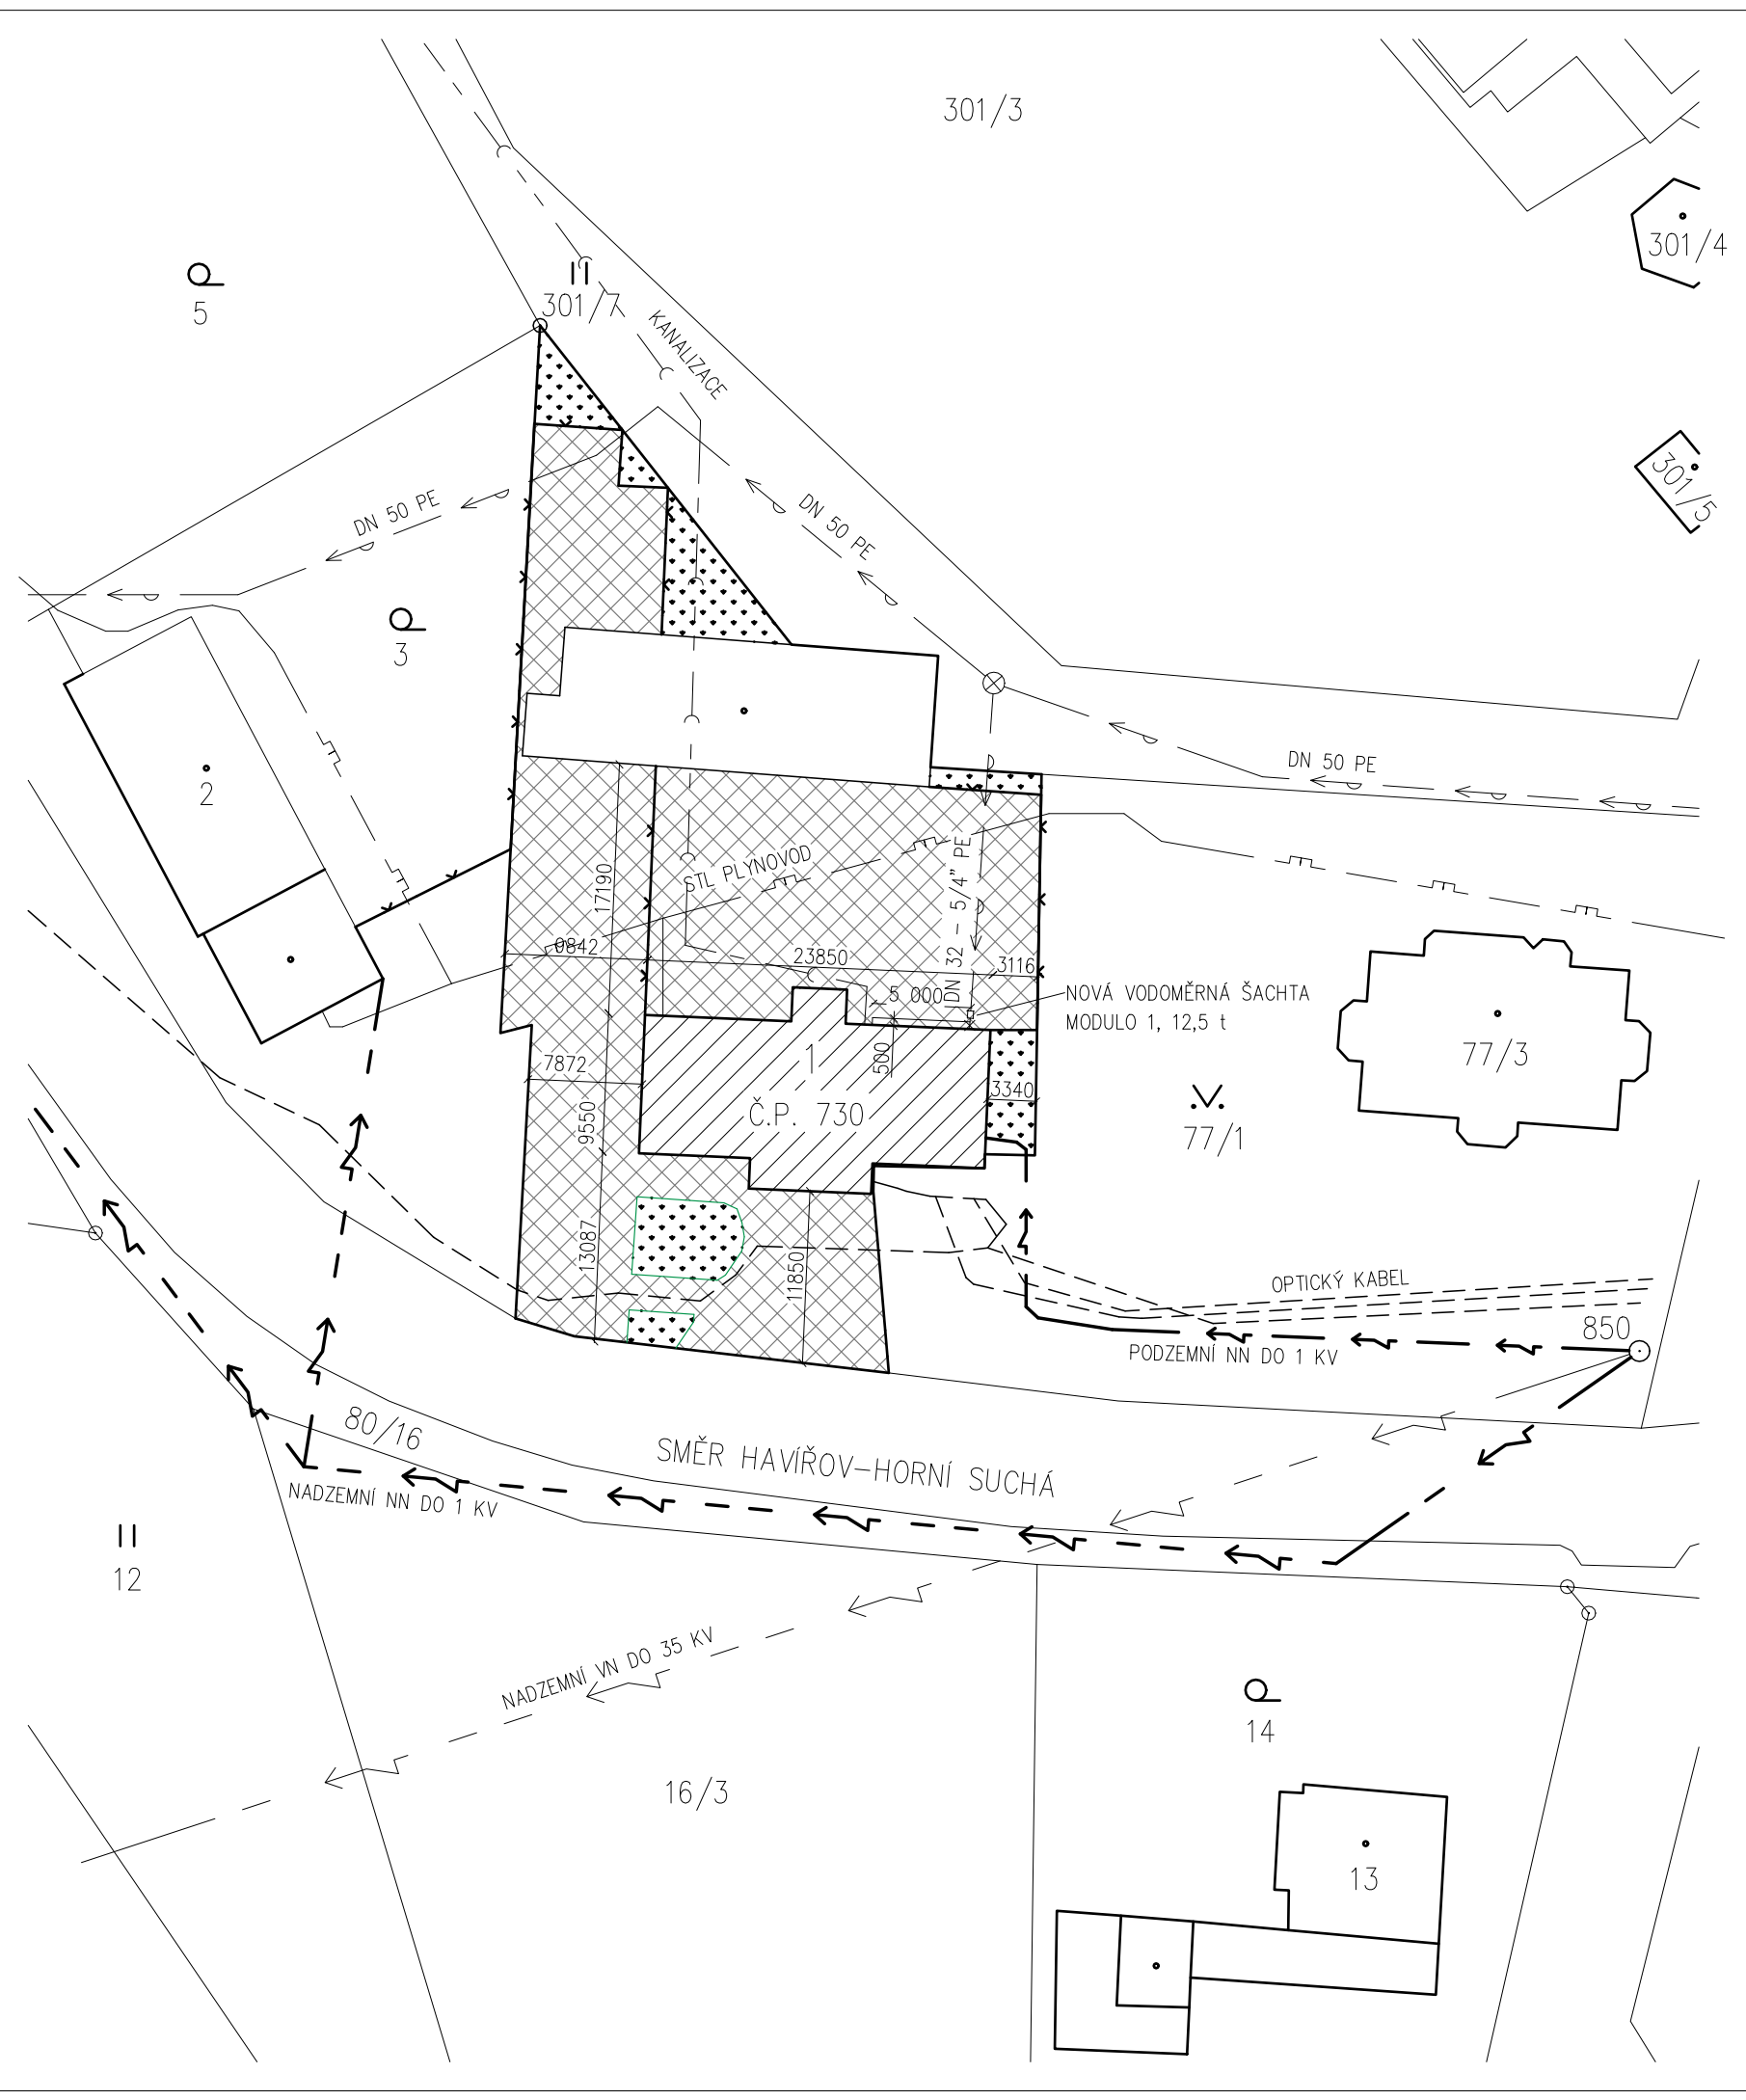 301/3
301/4
301/7
5
KANALIZACE
301/5
DN 50 PE
DN 50 PE
3
DN 50 PE
2
STL PLYNOVOD
17190
DN 32 - 5/4" PE
9842
23850
3116
5 000
NOVÁ VODOMĚRNÁ ŠACHTA
MODULO 1, 12,5 t
500
1
Č.P. 730
7872
3340
9550
77/3
77/1
13087
11850
OPTICKÝ KABEL
850
PODZEMNÍ NN DO 1 KV
80/16
SMĚR HAVÍŘOV-HORNÍ SUCHÁ
NADZEMNÍ NN DO 1 KV
12
NADZEMNÍ VN DO 35 KV
14
16/3
13